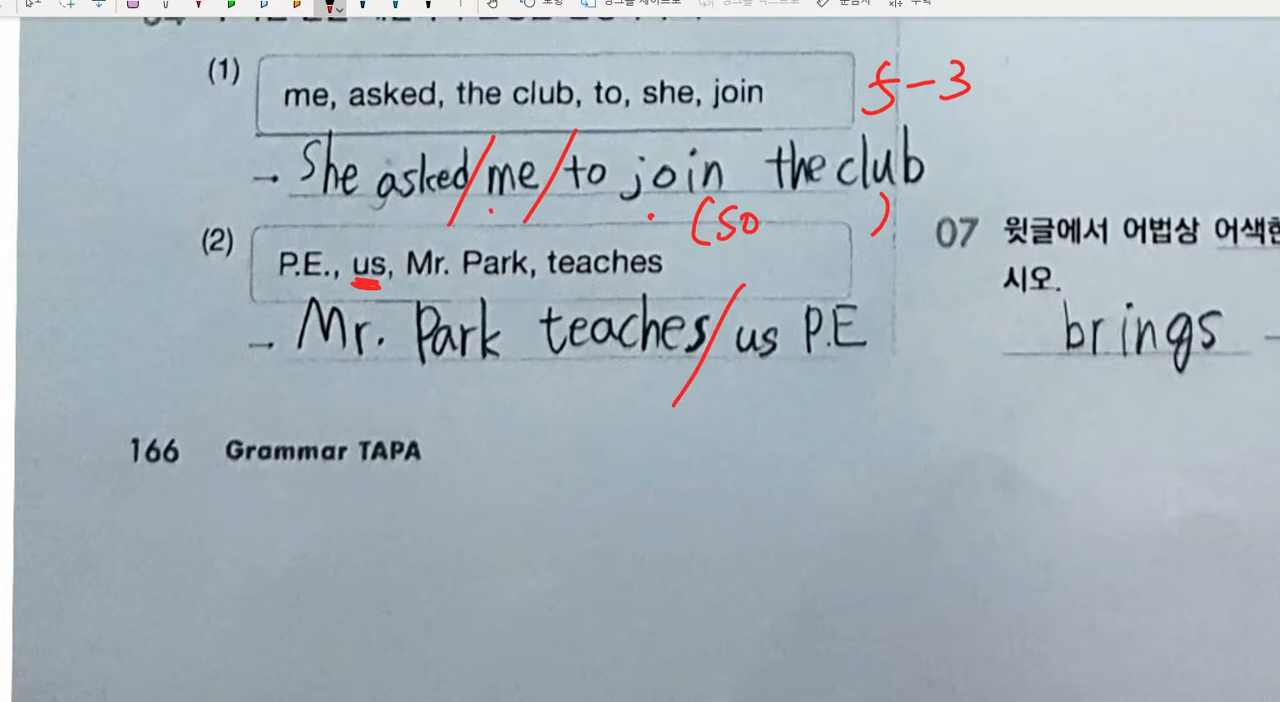 (1) me, asked, the club, to, she, join 5-3
→ She asked / me / to join the club
(so )
(2) P.E., us, Mr. Park, teaches
→ Mr. Park teaches / us P.E
07 윗글에서 어법상 어색한
시오.
brings
166 Grammar TAPA